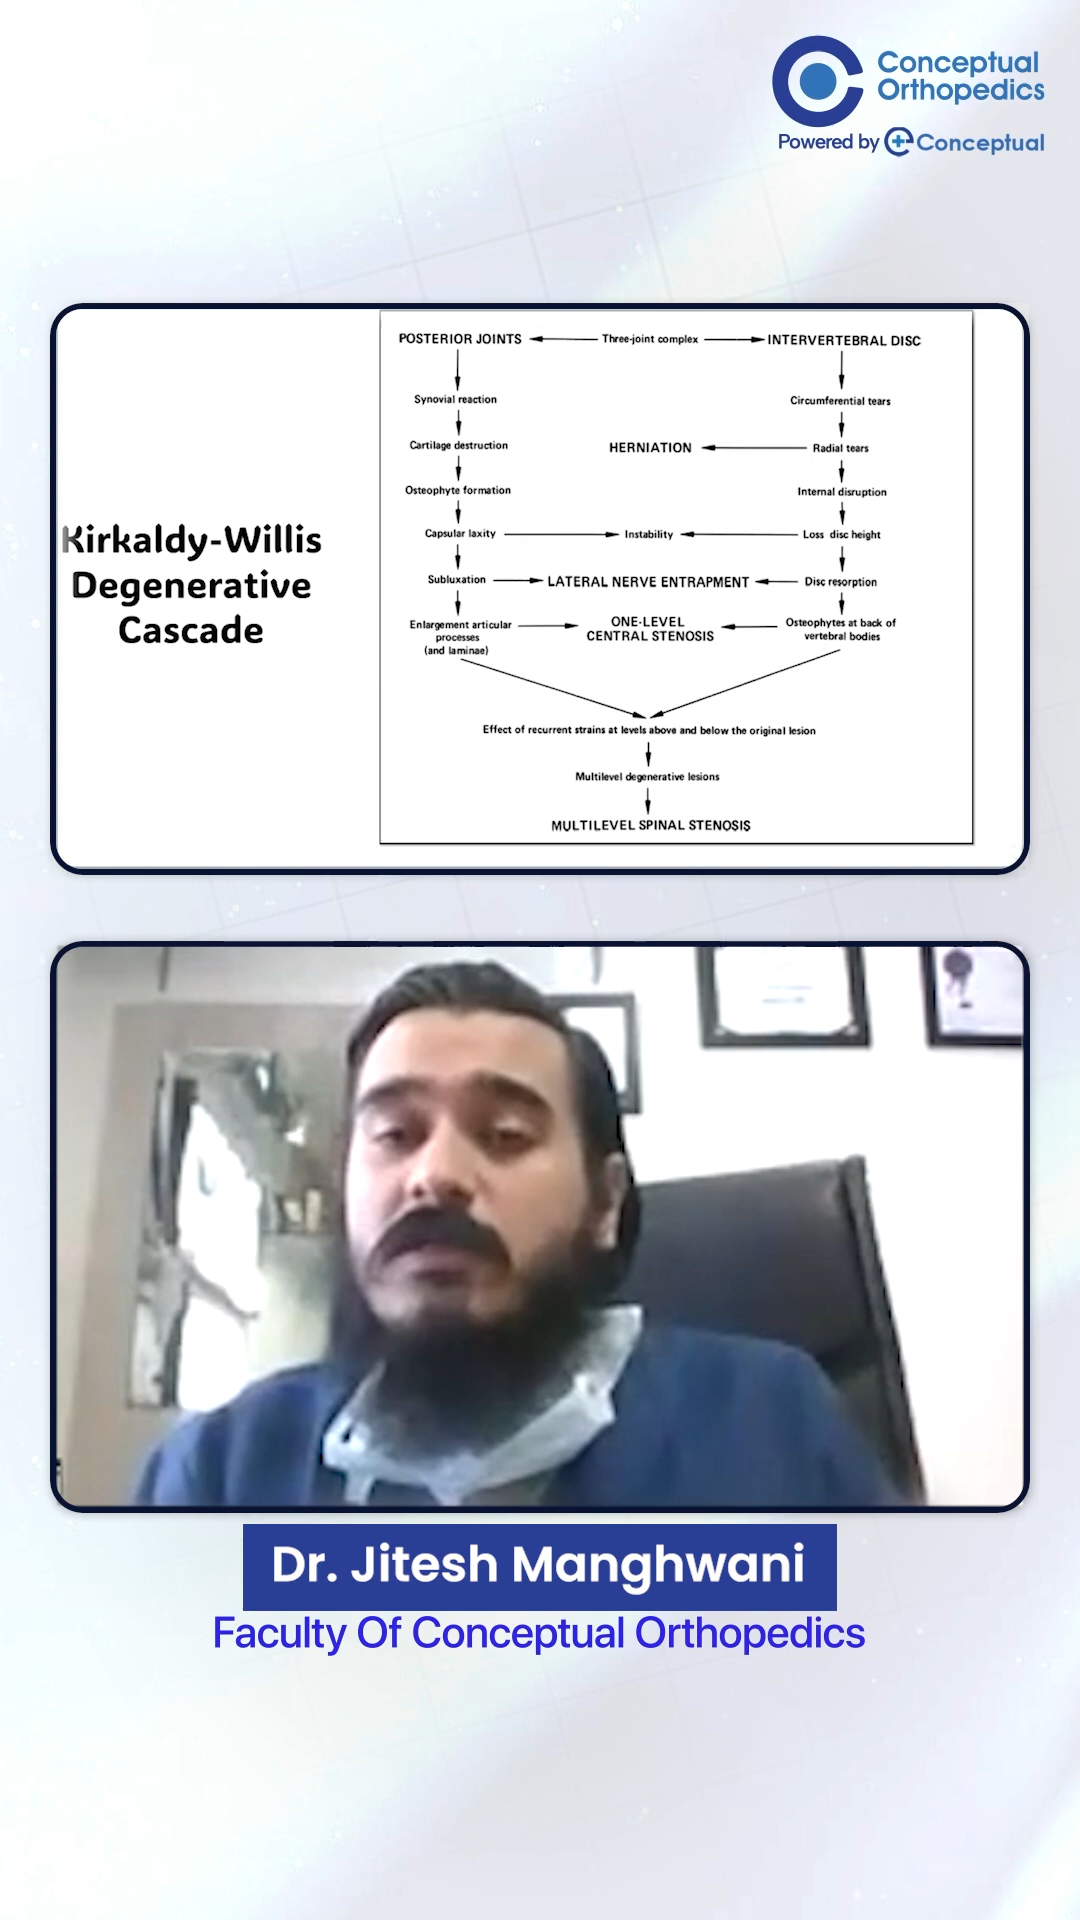 Conceptual
Orthopedics
Powered by Conceptual
Kirkaldy-Willis
Degenerative
Cascade
POSTERIOR JOINTS
Three-joint complex
INTERVERTEBRAL DISC
Synovial reaction
Circumferential tears
Cartilage destruction
HERNIATION
Radial tears
Osteophyte formation
Internal disruption
Capsular laxity
Instability
Loss disc height
Subluxation
LATERAL NERVE ENTRAPMENT
Disc resorption
Enlargement articular
processes
(and laminae)
ONE-LEVEL
CENTRAL STENOSIS
Osteophytes at back of
vertebral bodies
Effect of recurrent strains at levels above and below the original lesion
Multilevel degenerative lesions
MULTILEVEL SPINAL STENOSIS
Dr. Jitesh Manghwani
Faculty Of Conceptual Orthopedics